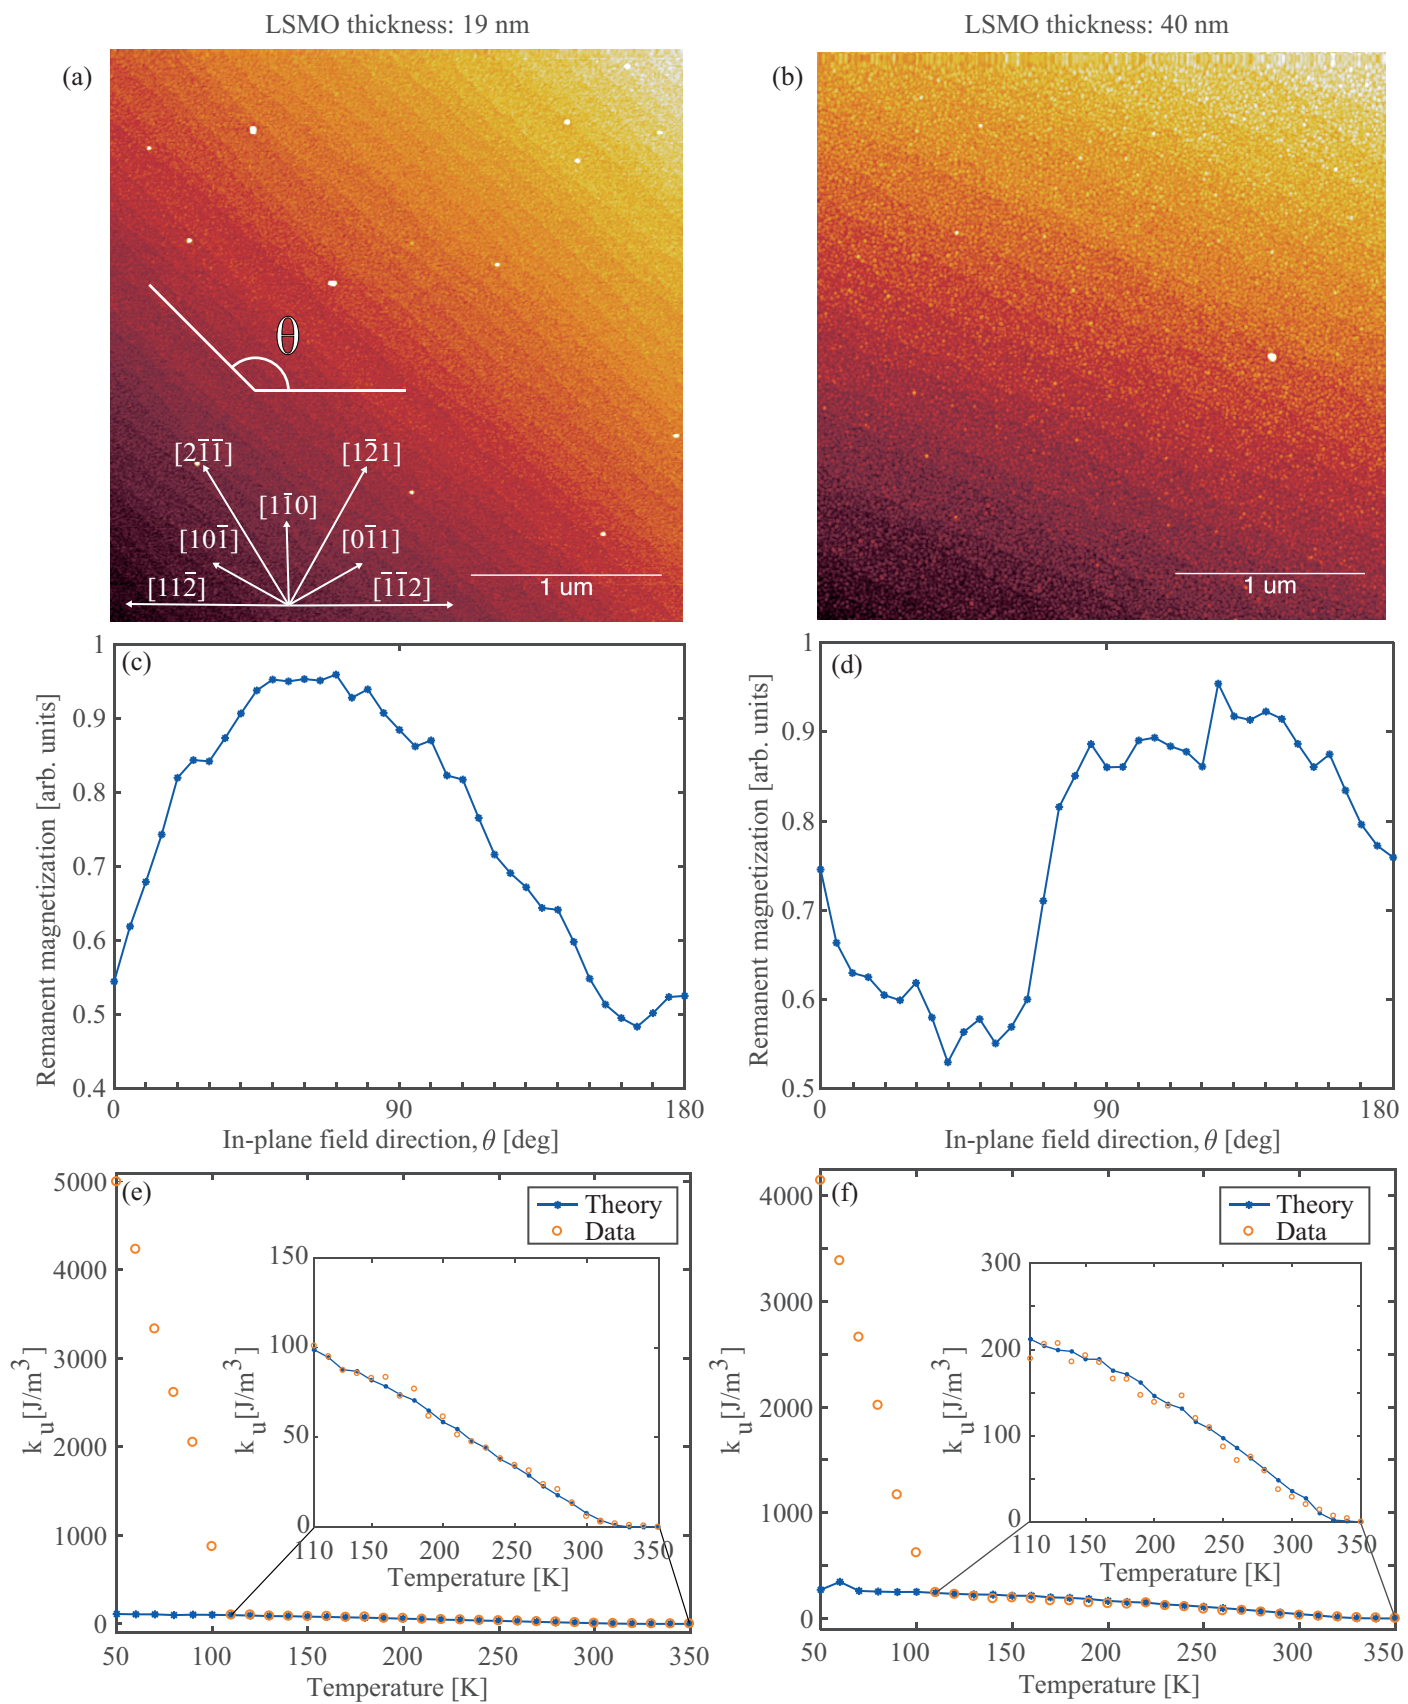 LSMO thickness: 19 nm
LSMO thickness: 40 nm
(a)
θ
[2̅1̅1̅]
[12̅1]
[11̅0]
[101̅]
[01̅1]
[112̅]
[1̅1̅2]
1 um
(b)
1 um
(c)
Remanent magnetization [arb. units]
1
0.9
0.8
0.7
0.6
0.5
0.4
0 90 180
In-plane field direction, θ [deg]
(d)
Remanent magnetization [arb. units]
1
0.9
0.8
0.7
0.6
0.5
0 90 180
In-plane field direction, θ [deg]
(e)
Theory
Data
k_u[J/m³]
5000
4000
3000
2000
1000
0
50 100 150 200 250 300 350
Temperature [K]
k_u[J/m³]
150
100
50
0
110 150 200 250 300 350
Temperature [K]
(f)
Theory
Data
k_u[J/m³]
4000
3000
2000
1000
0
50 100 150 200 250 300 350
Temperature [K]
k_u[J/m³]
300
200
100
0
110 150 200 250 300 350
Temperature [K]